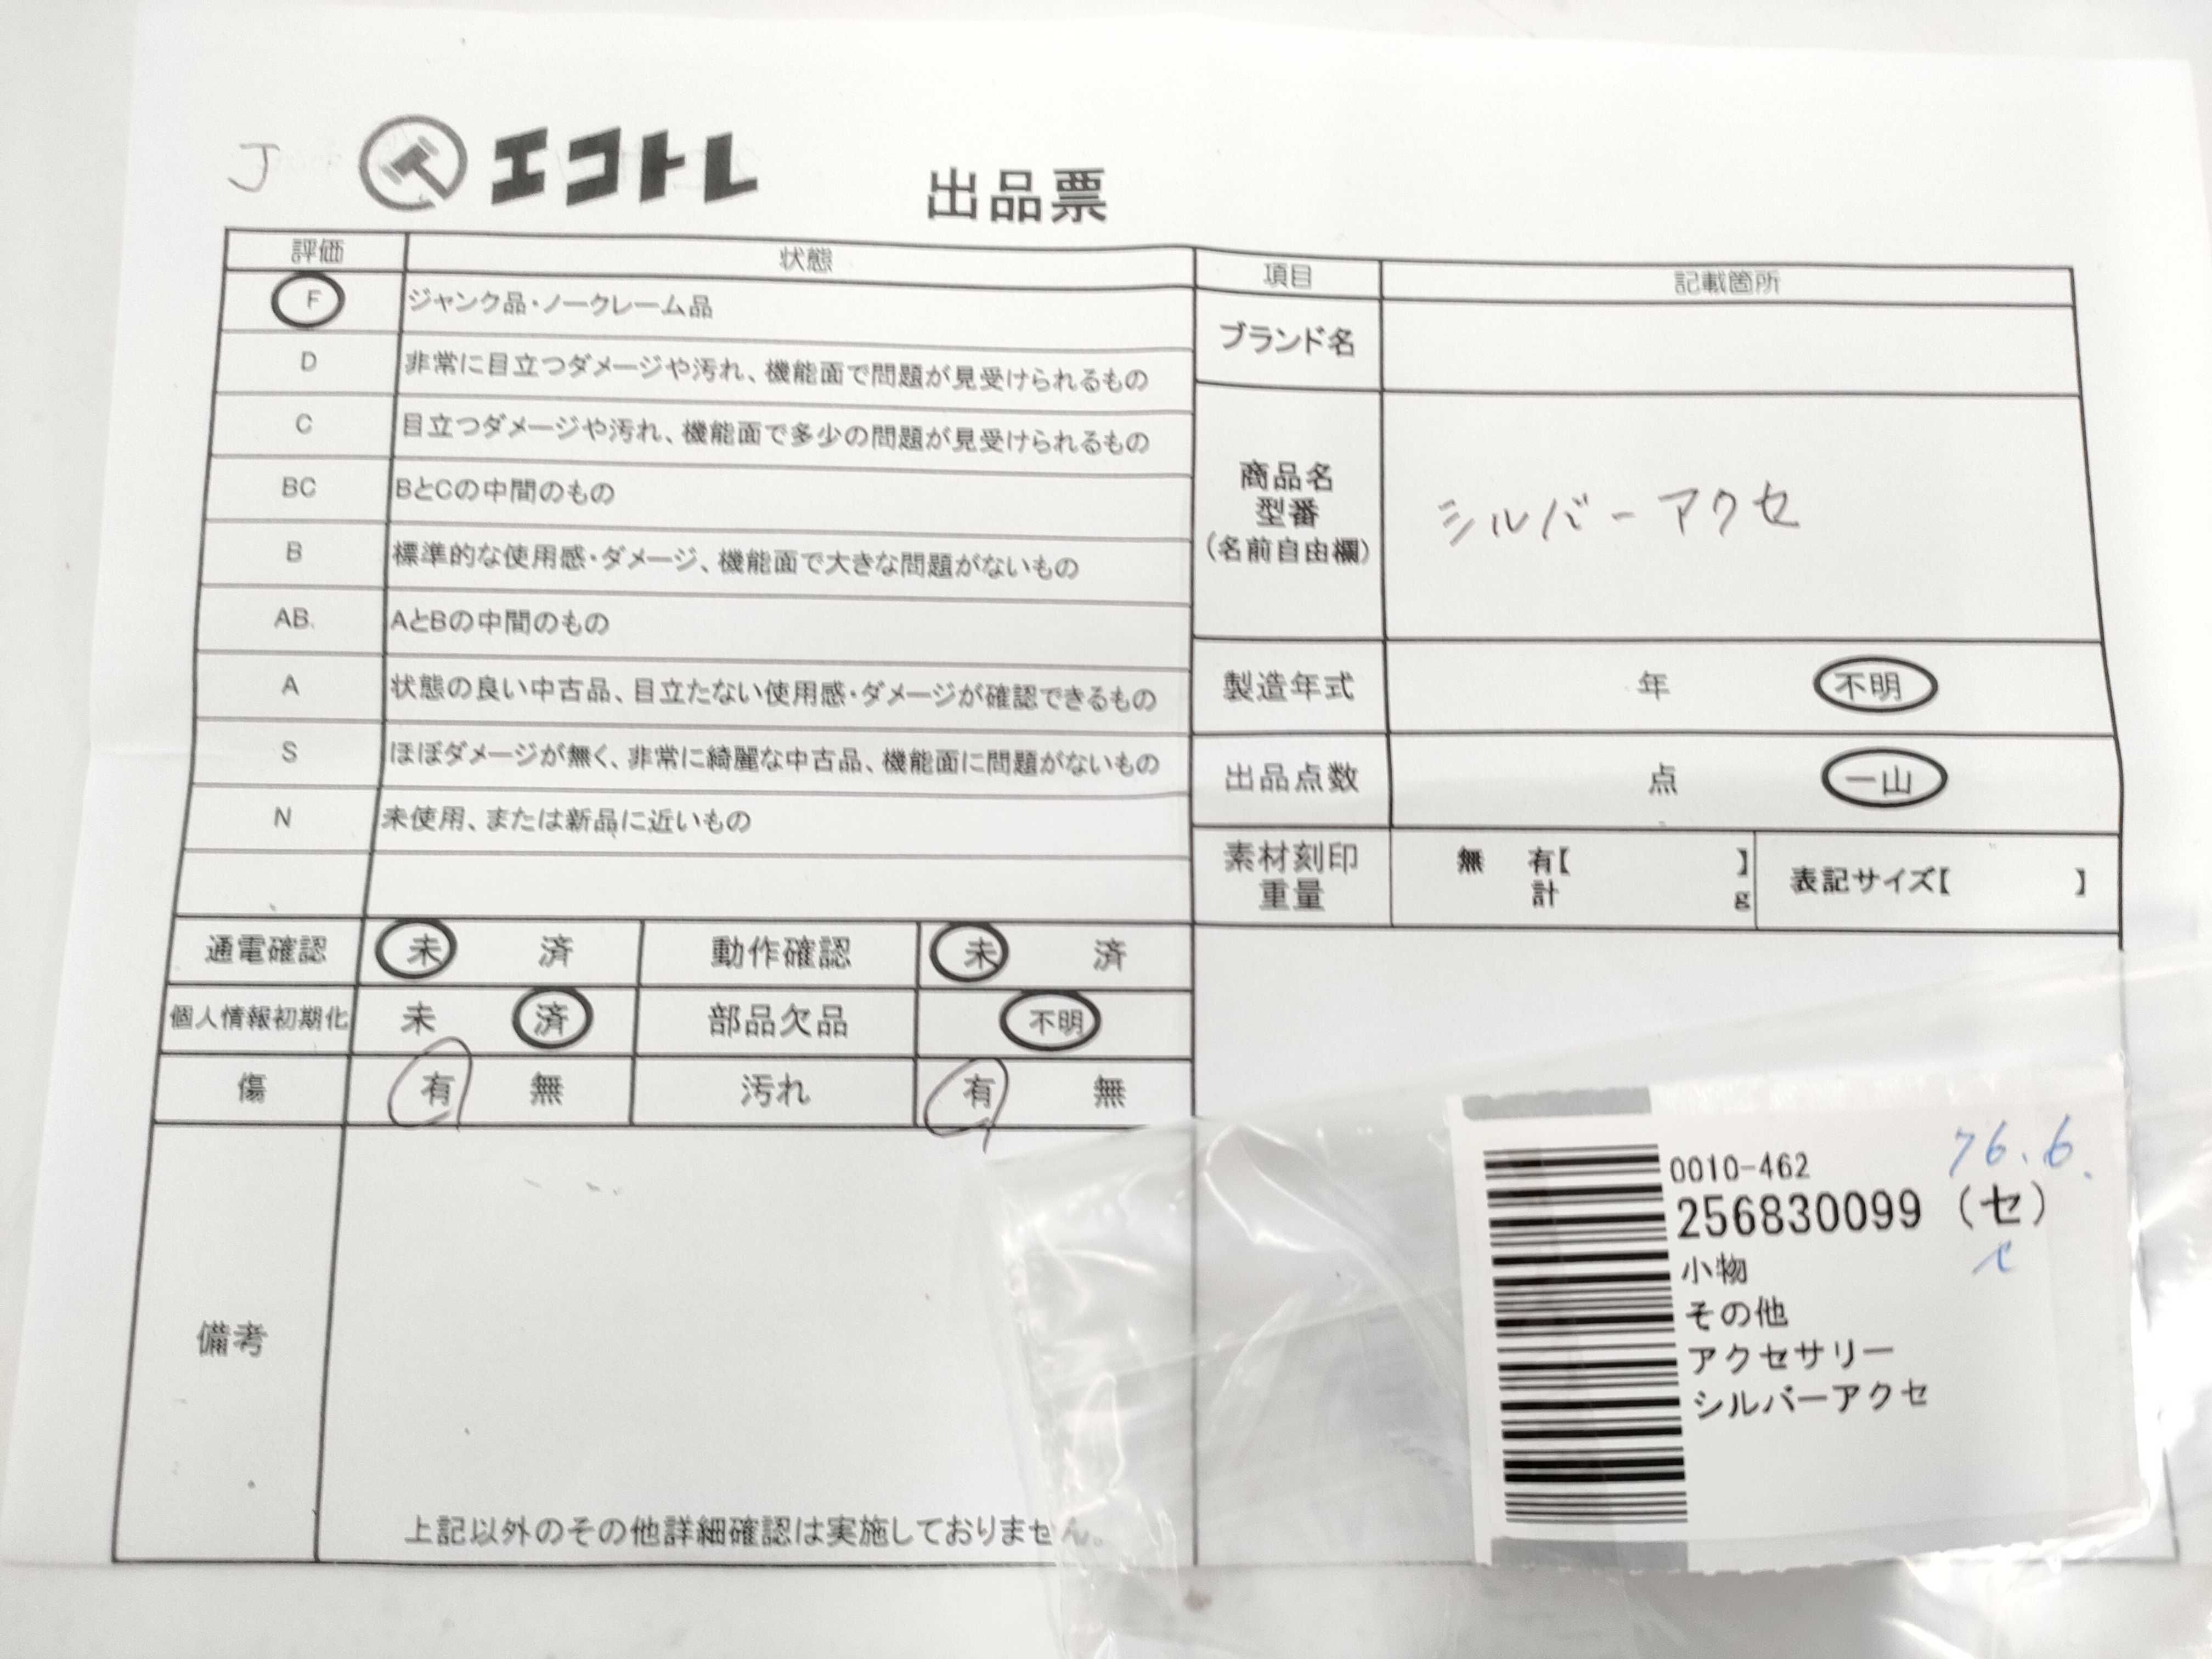 J
エコトレ
出品票
評価 状態
F ジャンク品・ノークレーム品
D 非常に目立つダメージや汚れ、機能面で問題が見受けられるもの
C 目立つダメージや汚れ、機能面で多少の問題が見受けられるもの
BC BとCの中間のもの
B 標準的な使用感・ダメージ、機能面で大きな問題がないもの
AB. AとBの中間のもの
A 状態の良い中古品、目立たない使用感・ダメージが確認できるもの
S ほぼダメージが無く、非常に綺麗な中古品、機能面に問題がないもの
N 未使用、または新品に近いもの
通電確認 未 済 動作確認 未 済
個人情報初期化 未 済 部品欠品 不明
傷 有 無 汚れ 有 無
備考
上記以外のその他詳細確認は実施しておりません。
項目 記載箇所
ブランド名
商品名
型番
(名前自由欄)
シルバーアクセ
製造年式 年 不明
出品点数 点 一山
素材刻印
重量
無 有【 】
計 g
表記サイズ【 】
76.6.
0010-462
256830099 (セ)
小物
その他
アクセサリー
シルバーアクセ